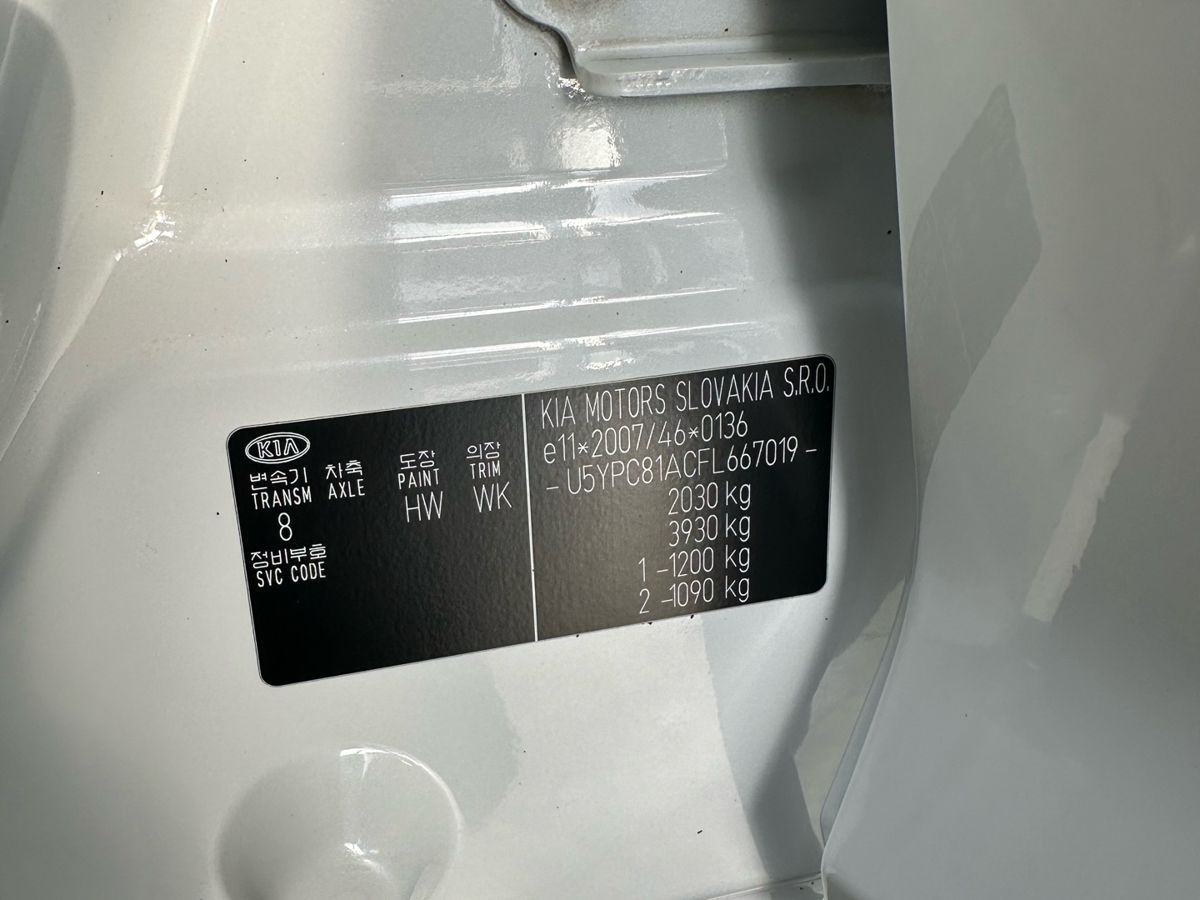 KIA
변속기 차축 도장 의장
TRANSM AXLE PAINT TRIM
8 HW WK
정비부호
SVC CODE
KIA MOTORS SLOVAKIA S.R.O.
e11*2007/46*0136
- U5YPC81ACFL667019 -
2030 kg
3930 kg
1 -1200 kg
2 -1090 kg